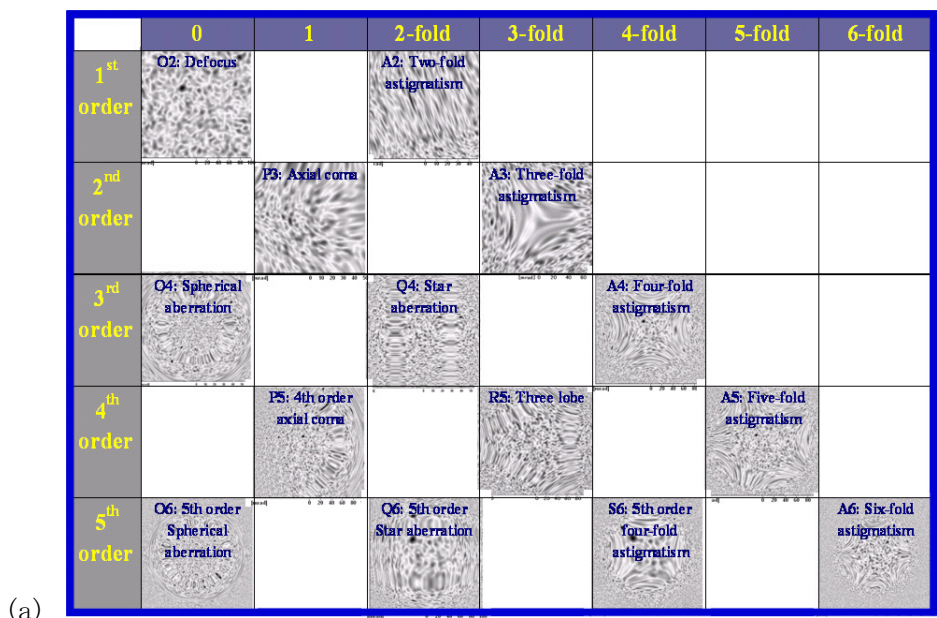 0 1 2-fold 3-fold 4-fold 5-fold 6-fold
1st
order
O2: Defocus
A2: Two-fold
astigmatism
2nd
order
P3: Axial coma
A3: Three-fold
astigmatism
3rd
order
O4: Spherical
aberration
Q4: Star
aberration
A4: Four-fold
astigmatism
4th
order
P5: 4th order
axial coma
R5: Three lobe
A5: Five-fold
astigmatism
5th
order
O6: 5th order
Spherical
aberration
Q6: 5th order
Star aberration
S6: 5th order
four-fold
astigmatism
A6: Six-fold
astigmatism
(a)